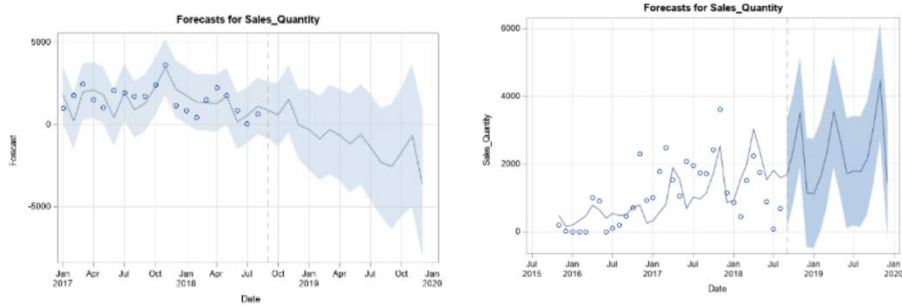 Forecasts for Sales_Quantity
5000
0
-5000
Forecast
Jan Apr Jul Oct Jan Apr Jul Oct Jan Apr Jul Oct Jan
2017 2018 2019 2020
Date
Forecasts for Sales_Quantity
6000
4000
2000
0
Sales_Quantity
Jul Jan Jul Jan Jul Jan Jul Jan Jul Jan
2015 2016 2017 2018 2019 2020
Date